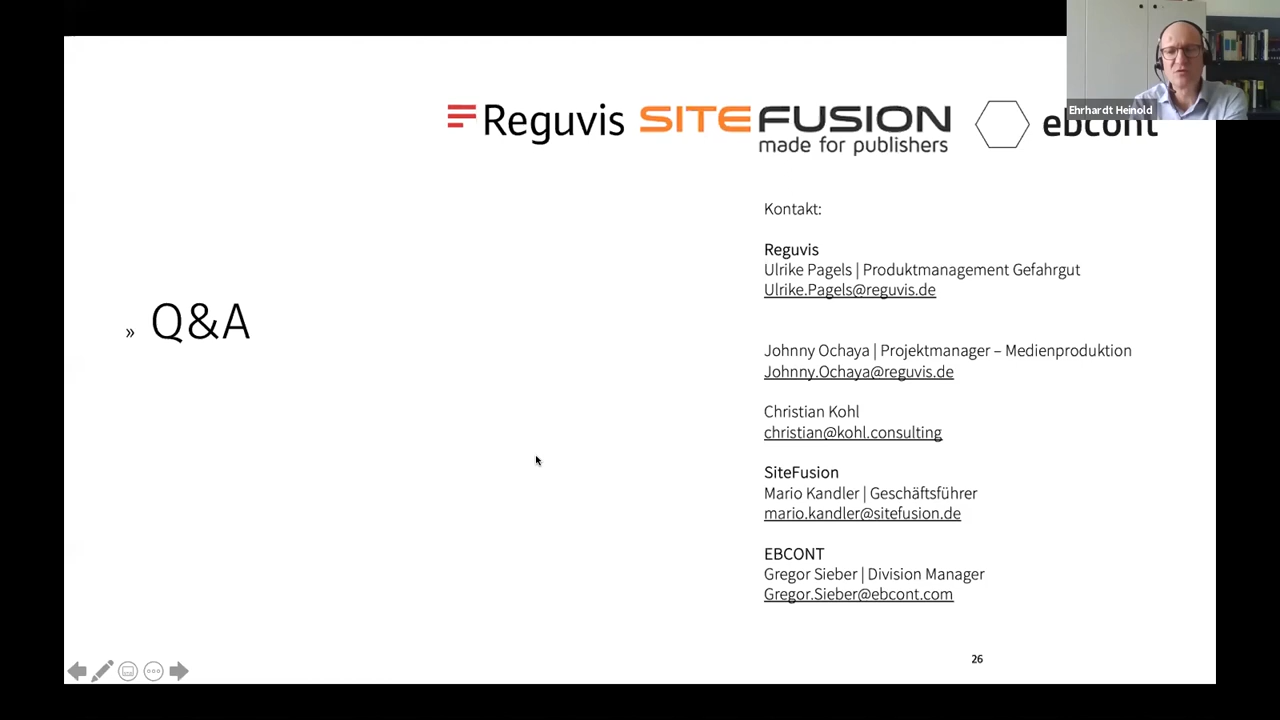 Ehrhardt Heinold
Reguvis SITEFUSION ebcont
made for publishers
Kontakt:
Reguvis
Ulrike Pagels | Produktmanagement Gefahrgut
Ulrike.Pagels@reguvis.de
» Q&A
Johnny Ochaya | Projektmanager – Medienproduktion
Johnny.Ochaya@reguvis.de
Christian Kohl
christian@kohl.consulting
SiteFusion
Mario Kandler | Geschäftsführer
mario.kandler@sitefusion.de
EBCONT
Gregor Sieber | Division Manager
Gregor.Sieber@ebcont.com
26